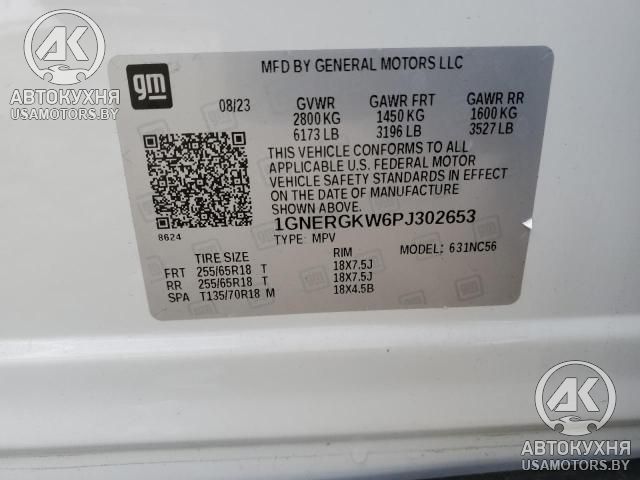 AK
АВТОКУХНЯ
USAMOTORS.BY
gm
MFD BY GENERAL MOTORS LLC
08/23 GVWR GAWR FRT GAWR RR
2800 KG 1450 KG 1600 KG
6173 LB 3196 LB 3527 LB
THIS VEHICLE CONFORMS TO ALL
APPLICABLE U.S. FEDERAL MOTOR
VEHICLE SAFETY STANDARDS IN EFFECT
ON THE DATE OF MANUFACTURE
SHOWN ABOVE.
1GNERGKW6PJ302653
8624
TYPE: MPV MODEL: 631NC56
TIRE SIZE RIM
FRT 255/65R18 T 18X7.5J
RR 255/65R18 T 18X7.5J
SPA T135/70R18 M 18X4.5B
AK
АВТОКУХНЯ
USAMOTORS.BY